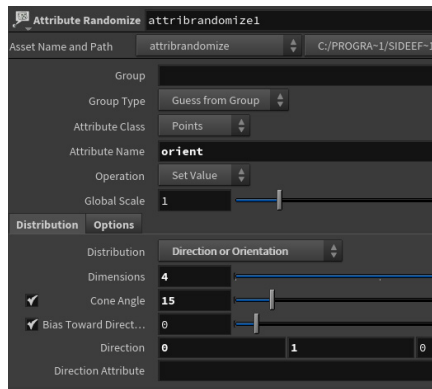 Attribute Randomize attribrandomize1
Asset Name and Path attribrandomize C:/PROGRA~1/SIDEEF~1
Group
Group Type Guess from Group
Attribute Class Points
Attribute Name orient
Operation Set Value
Global Scale 1
Distribution Options
Distribution Direction or Orientation
Dimensions 4
Cone Angle 15
Bias Toward Direct... 0
Direction 0 1 0
Direction Attribute